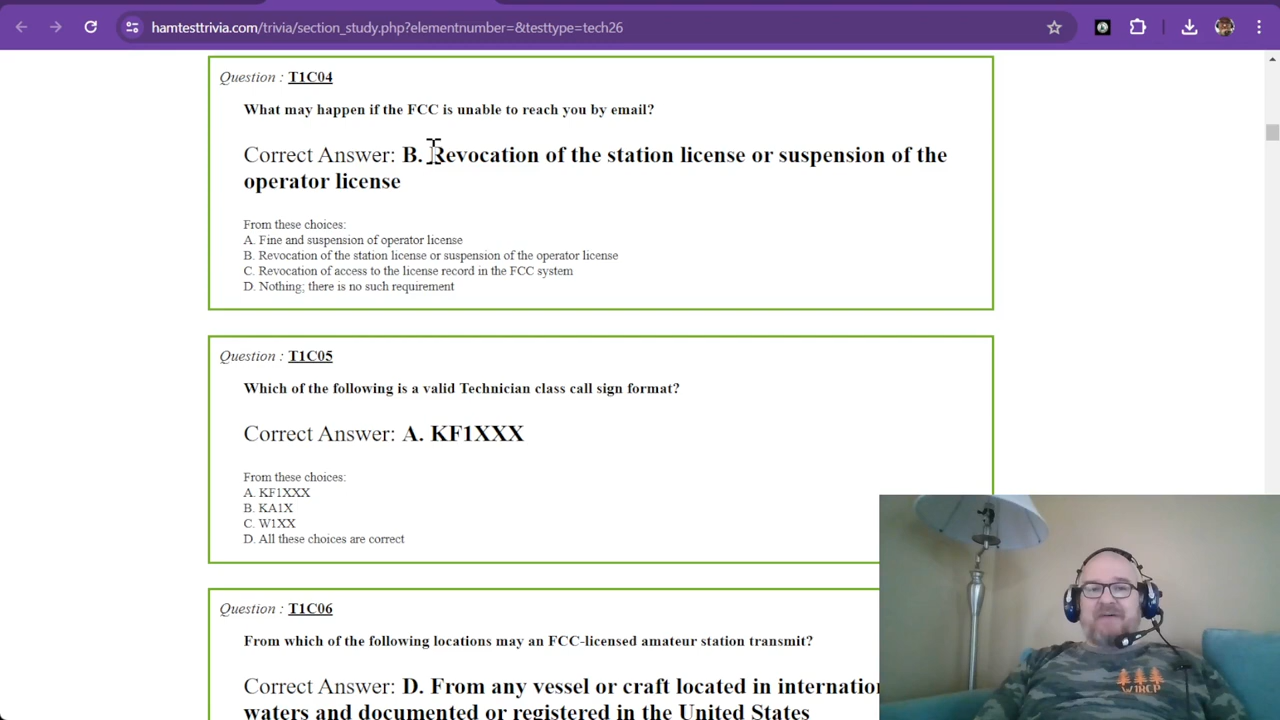 hamtesttrivia.com/trivia/section_study.php?elementnumber=&testtype=tech26
Question : T1C04
What may happen if the FCC is unable to reach you by email?
Correct Answer: B. Revocation of the station license or suspension of the
operator license
From these choices:
A. Fine and suspension of operator license
B. Revocation of the station license or suspension of the operator license
C. Revocation of access to the license record in the FCC system
D. Nothing; there is no such requirement
Question : T1C05
Which of the following is a valid Technician class call sign format?
Correct Answer: A. KF1XXX
From these choices:
A. KF1XXX
B. KA1X
C. W1XX
D. All these choices are correct
Question : T1C06
From which of the following locations may an FCC-licensed amateur station transmit?
Correct Answer: D. From any vessel or craft located in internation
waters and documented or registered in the United States
W1RCP